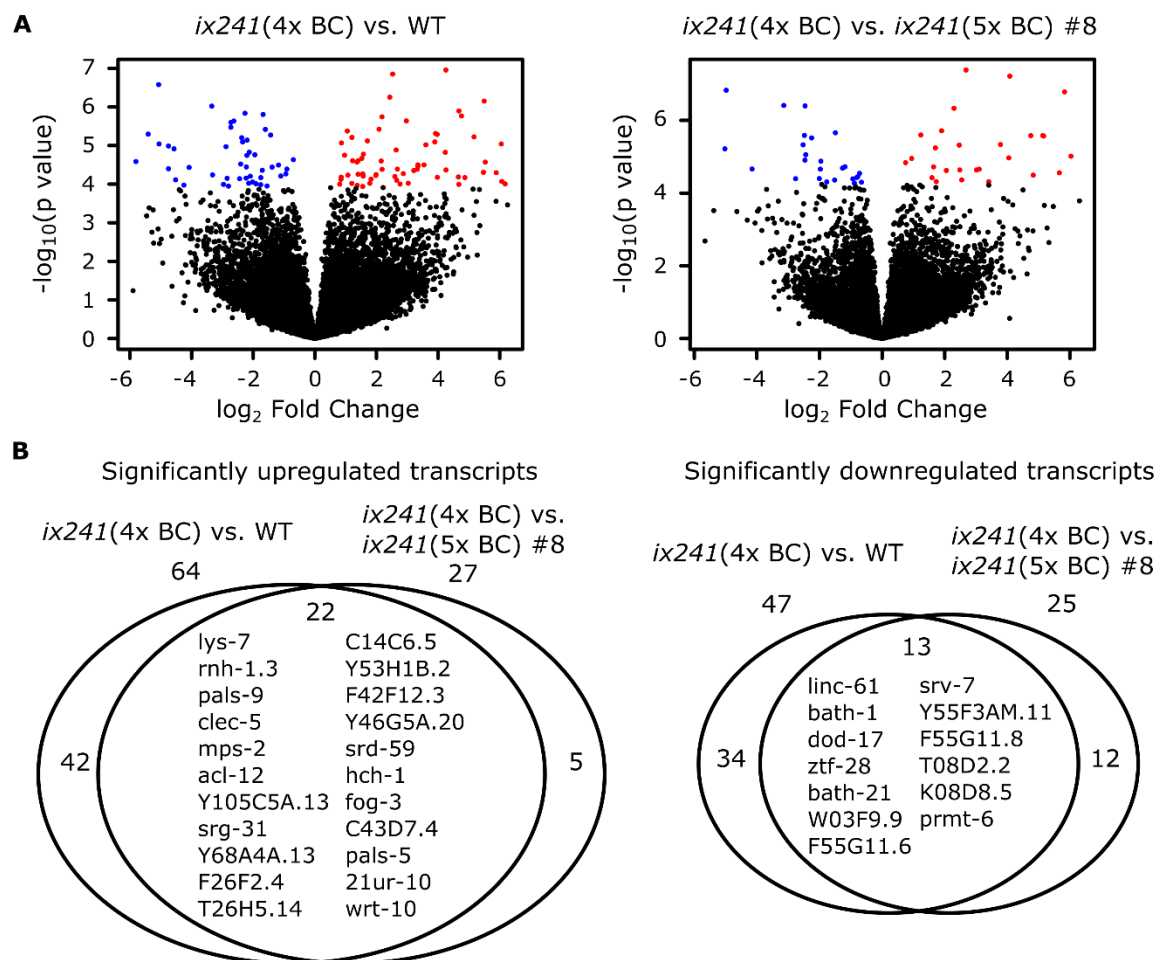 A
ix241(4x BC) vs. WT
-log10(p value)
7
6
5
4
3
2
1
0
-6 -4 -2 0 2 4 6
log2 Fold Change
ix241(4x BC) vs. ix241(5x BC) #8
-log10(p value)
6
4
2
0
-6 -4 -2 0 2 4 6
log2 Fold Change
B
Significantly upregulated transcripts
ix241(4x BC) vs. WT
ix241(4x BC) vs.
ix241(5x BC) #8
64
27
22
42
5
lys-7
rnh-1.3
pals-9
clec-5
mps-2
acl-12
Y105C5A.13
srg-31
Y68A4A.13
F26F2.4
T26H5.14
C14C6.5
Y53H1B.2
F42F12.3
Y46G5A.20
srd-59
hch-1
fog-3
C43D7.4
pals-5
21ur-10
wrt-10
Significantly downregulated transcripts
ix241(4x BC) vs. WT
ix241(4x BC) vs.
ix241(5x BC) #8
47
25
13
34
12
linc-61
bath-1
dod-17
ztf-28
bath-21
W03F9.9
F55G11.6
srv-7
Y55F3AM.11
F55G11.8
T08D2.2
K08D8.5
prmt-6